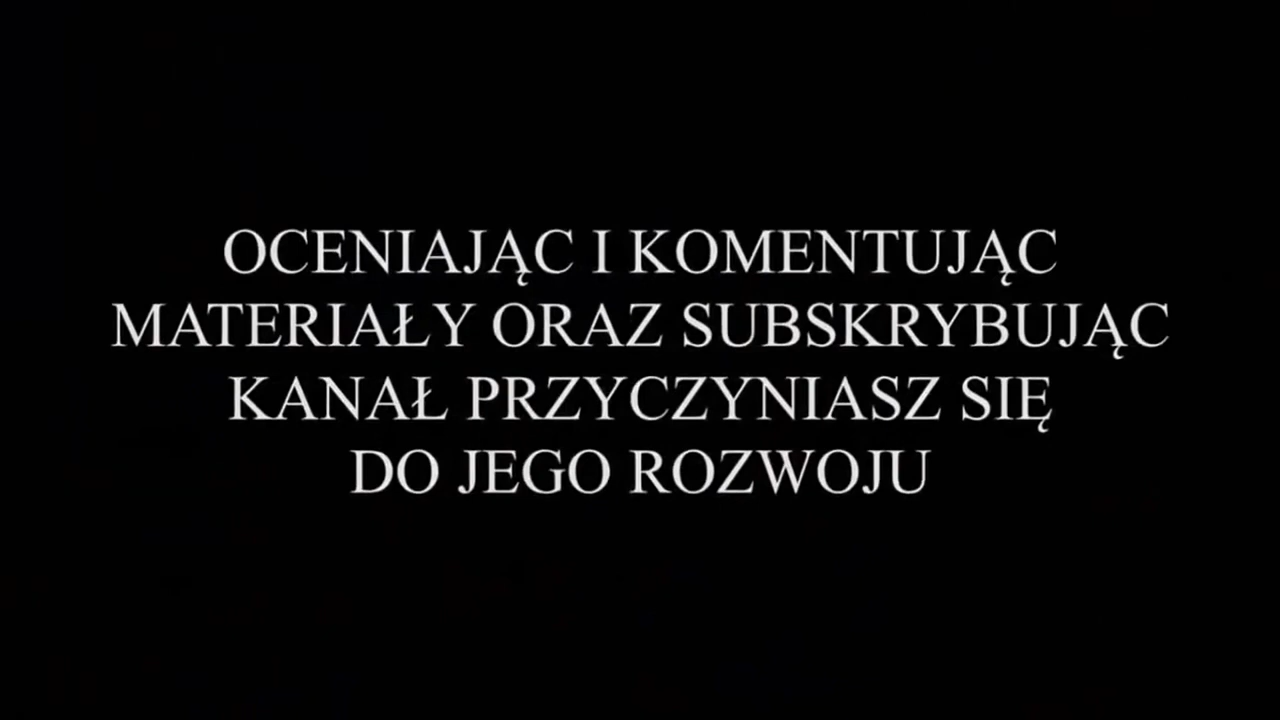 OCENIAJĄC I KOMENTUJĄC
MATERIAŁY ORAZ SUBSKRYBUJĄC
KANAŁ PRZYCZYNIASZ SIĘ
DO JEGO ROZWOJU